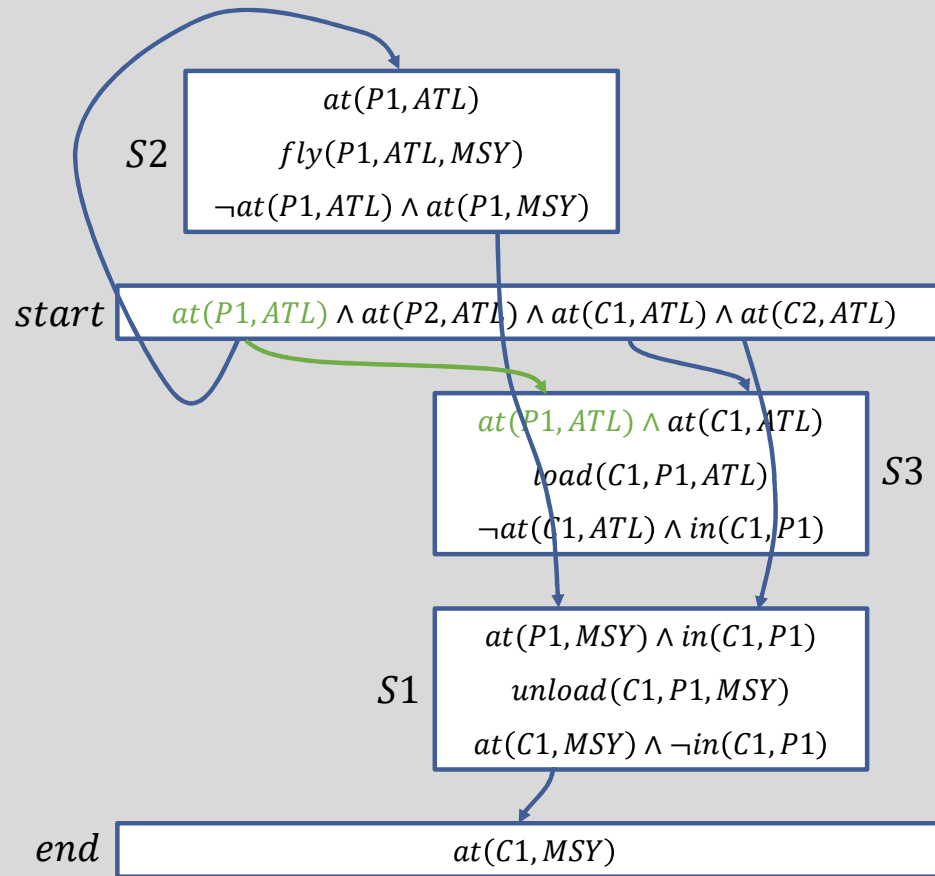 at(P1, ATL)
S2
fly(P1, ATL, MSY)
¬at(P1, ATL) ∧ at(P1, MSY)
start
at(P1, ATL) ∧ at(P2, ATL) ∧ at(C1, ATL) ∧ at(C2, ATL)
at(P1, ATL) ∧ at(C1, ATL)
load(C1, P1, ATL)
S3
¬at(C1, ATL) ∧ in(C1, P1)
at(P1, MSY) ∧ in(C1, P1)
S1
unload(C1, P1, MSY)
at(C1, MSY) ∧ ¬in(C1, P1)
end
at(C1, MSY)